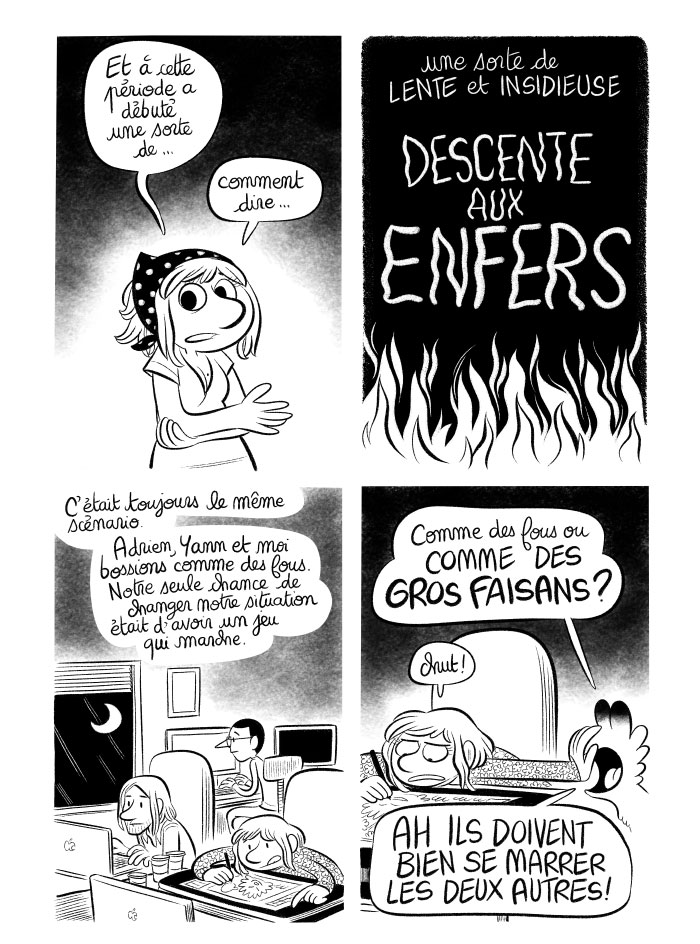 Et à cette
période a
débuté
une sorte
de ...
comment
dire ...
une sorte de
LENTE et INSIDIEUSE
DESCENTE
AUX
ENFERS
C'était toujours le même
scénario.
Adrien, Yann et moi
bossions comme des fous.
Notre seule chance de
changer notre situation
était d'avoir un jeu
qui marche.
Comme des fous ou
COMME DES
GROS FAISANS?
chut!
AH ILS DOIVENT
BIEN SE MARRER
LES DEUX AUTRES!